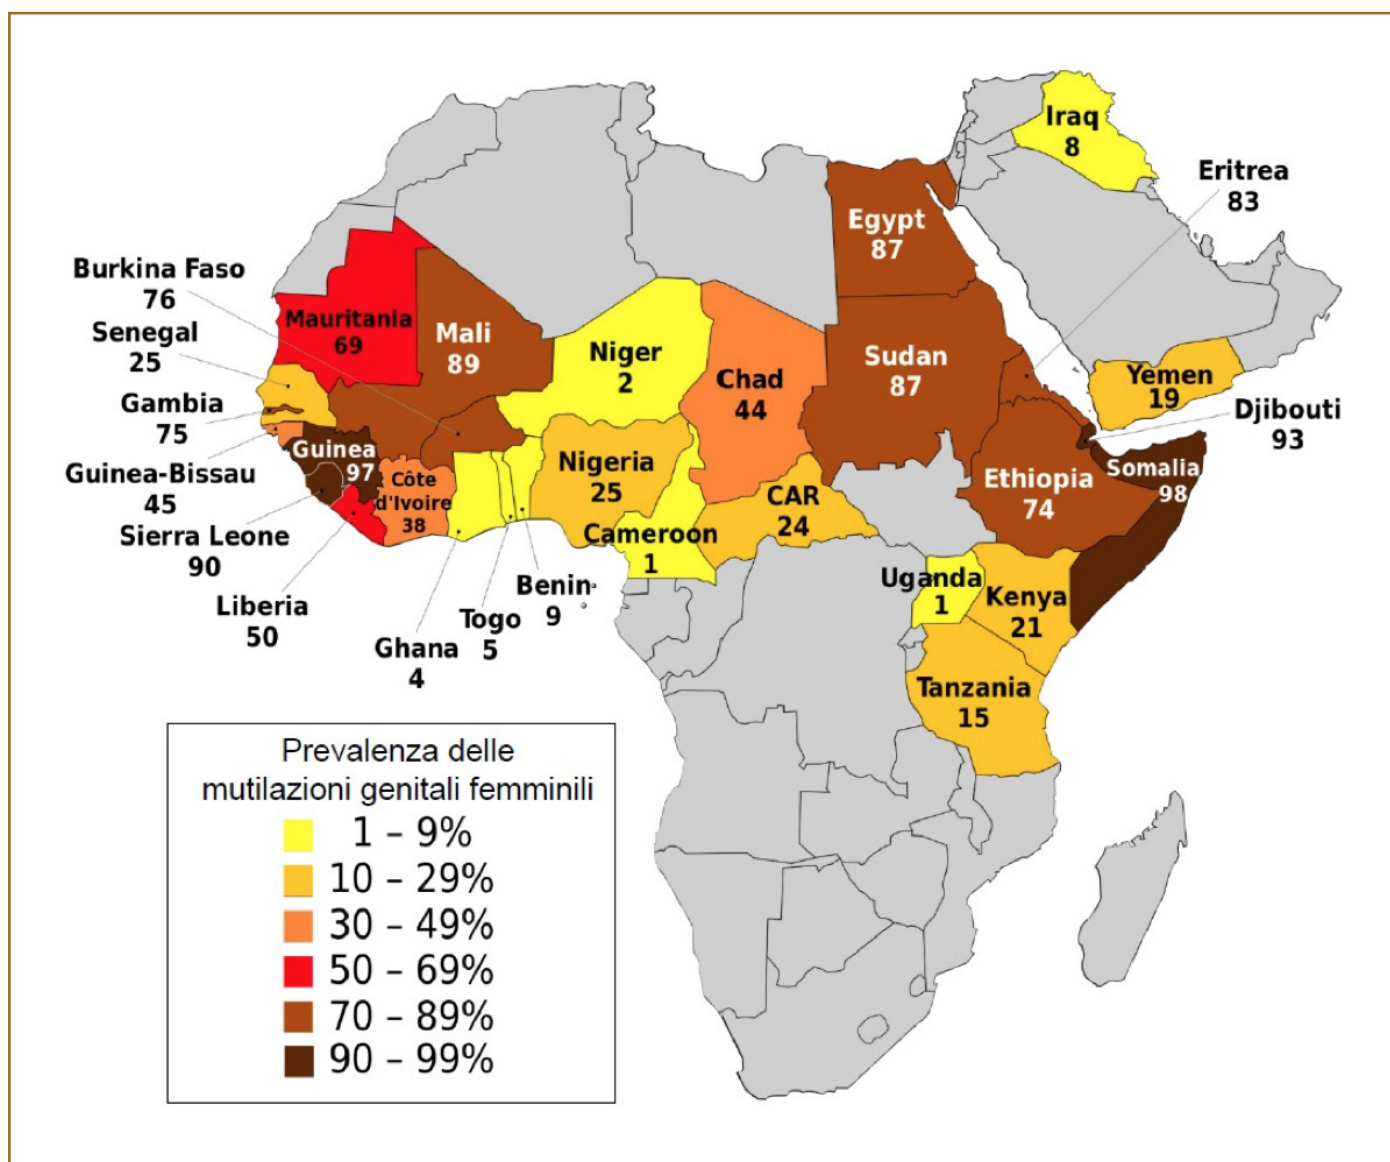 Iraq
8
Eritrea
83
Egypt
87
Burkina Faso
76
Mauritania
69
Mali
89
Senegal
25
Niger
2
Chad
44
Sudan
87
Yemen
19
Gambia
75
Djibouti
93
Guinea
97
Guinea-Bissau
45
Côte
d'Ivoire
38
Nigeria
25
CAR
24
Ethiopia
74
Somalia
98
Sierra Leone
90
Cameroon
1
Liberia
50
Ghana
4
Togo
5
Benin
9
Uganda
1
Kenya
21
Tanzania
15
Prevalenza delle
mutilazioni genitali femminili
1 – 9%
10 – 29%
30 – 49%
50 – 69%
70 – 89%
90 – 99%